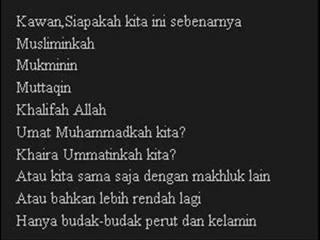 Kawan,Siapakah kita ini sebenarnya
Musliminkah
Mukminin
Muttaqin
Khalifah Allah
Umat Muhammadkah kita?
Khaira Ummatinkah kita?
Atau kita sama saja dengan makhluk lain
Atau bahkan lebih rendah lagi
Hanya budak-budak perut dan kelamin